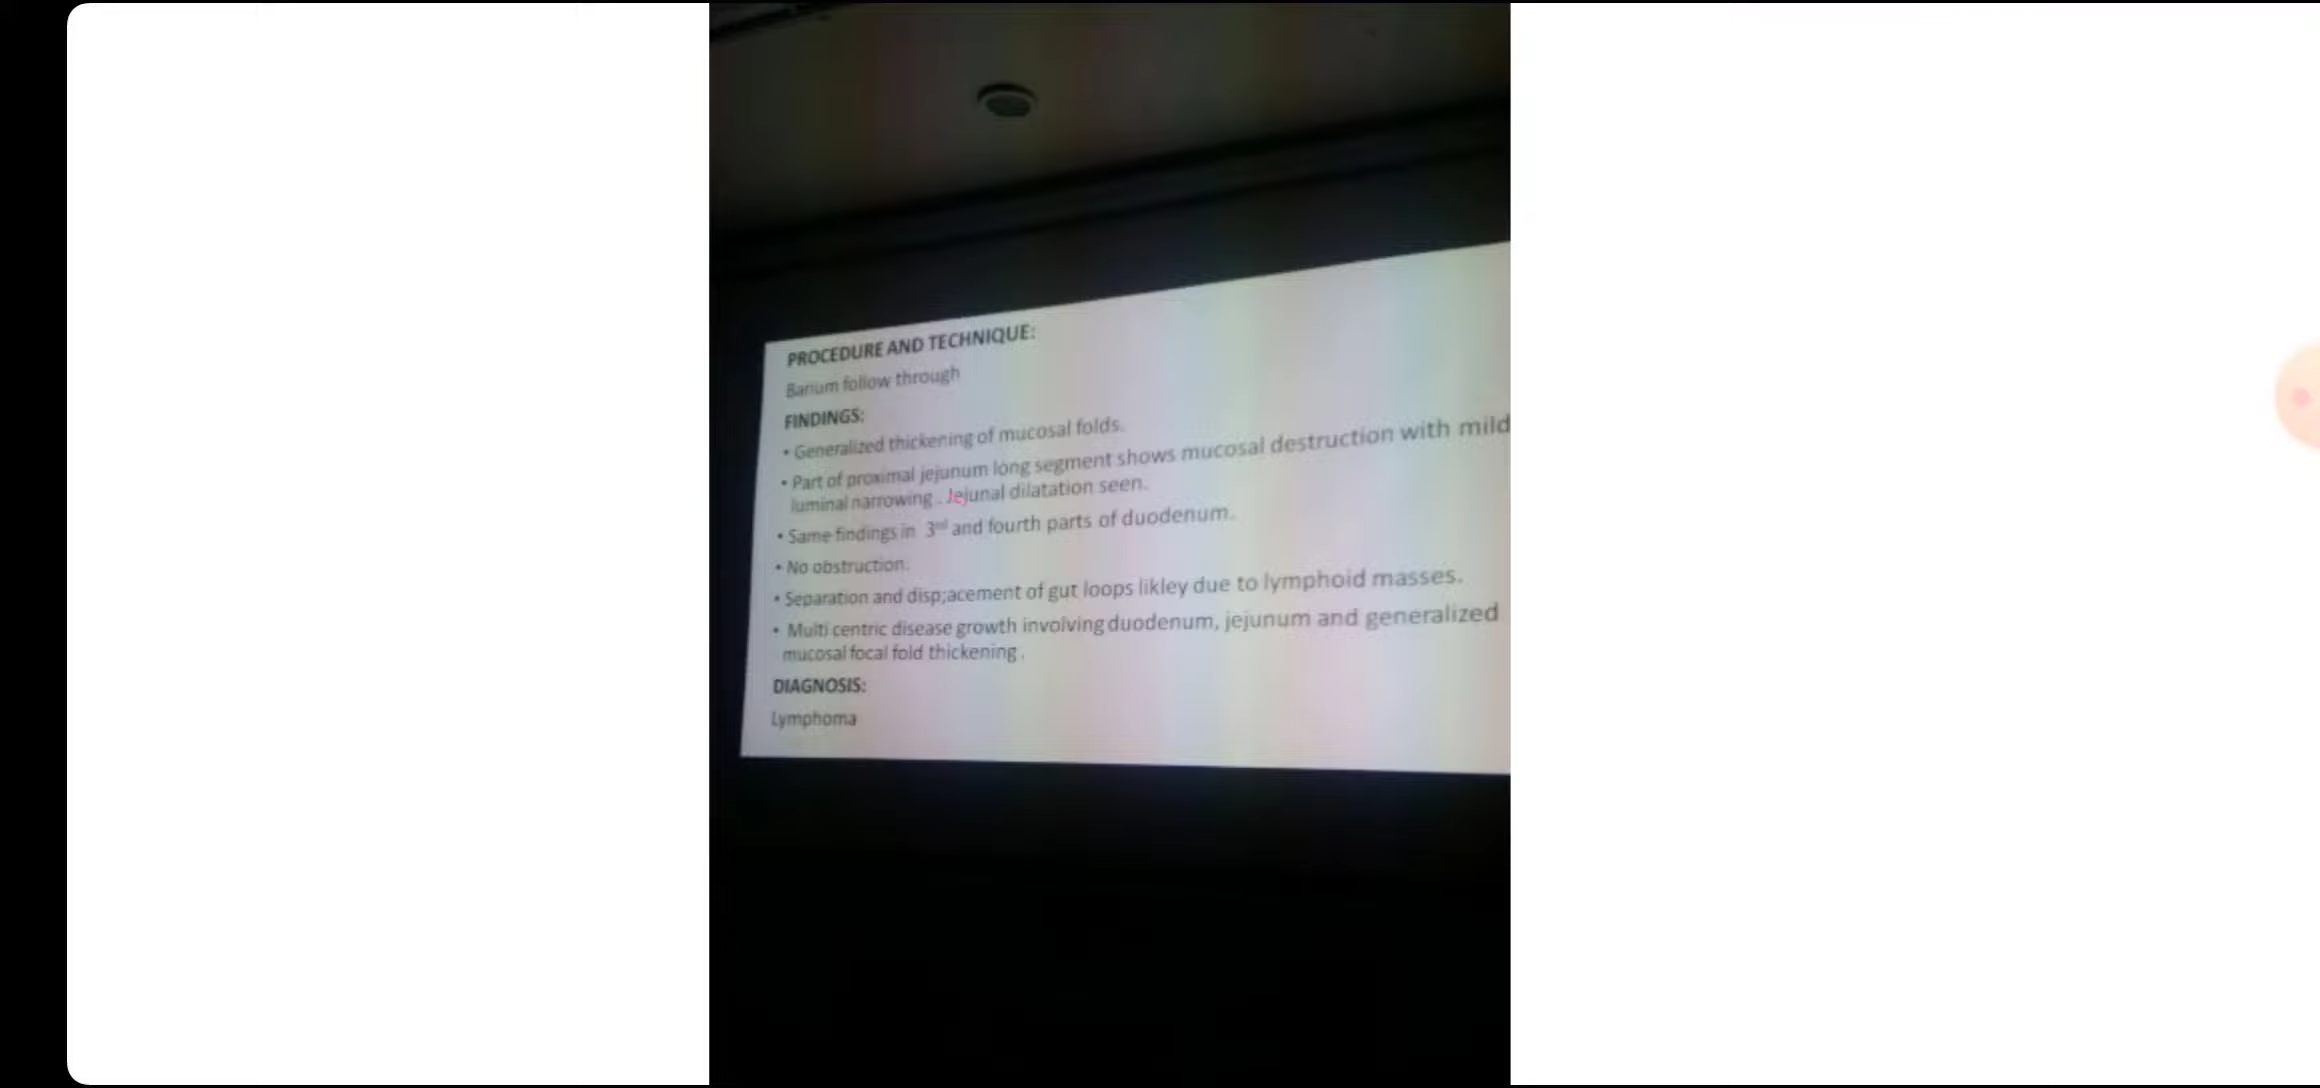 PROCEDURE AND TECHNIQUE:
Barium follow through
FINDINGS:
• Generalized thickening of mucosal folds.
• Part of proximal jejunum long segment shows mucosal destruction with mild
luminal narrowing . Jejunal dilatation seen.
• Same findings in 3rd and fourth parts of duodenum.
• No obstruction.
• Separation and disp;acement of gut loops likley due to lymphoid masses.
• Multi centric disease growth involving duodenum, jejunum and generalized
mucosal focal fold thickening .
DIAGNOSIS:
Lymphoma